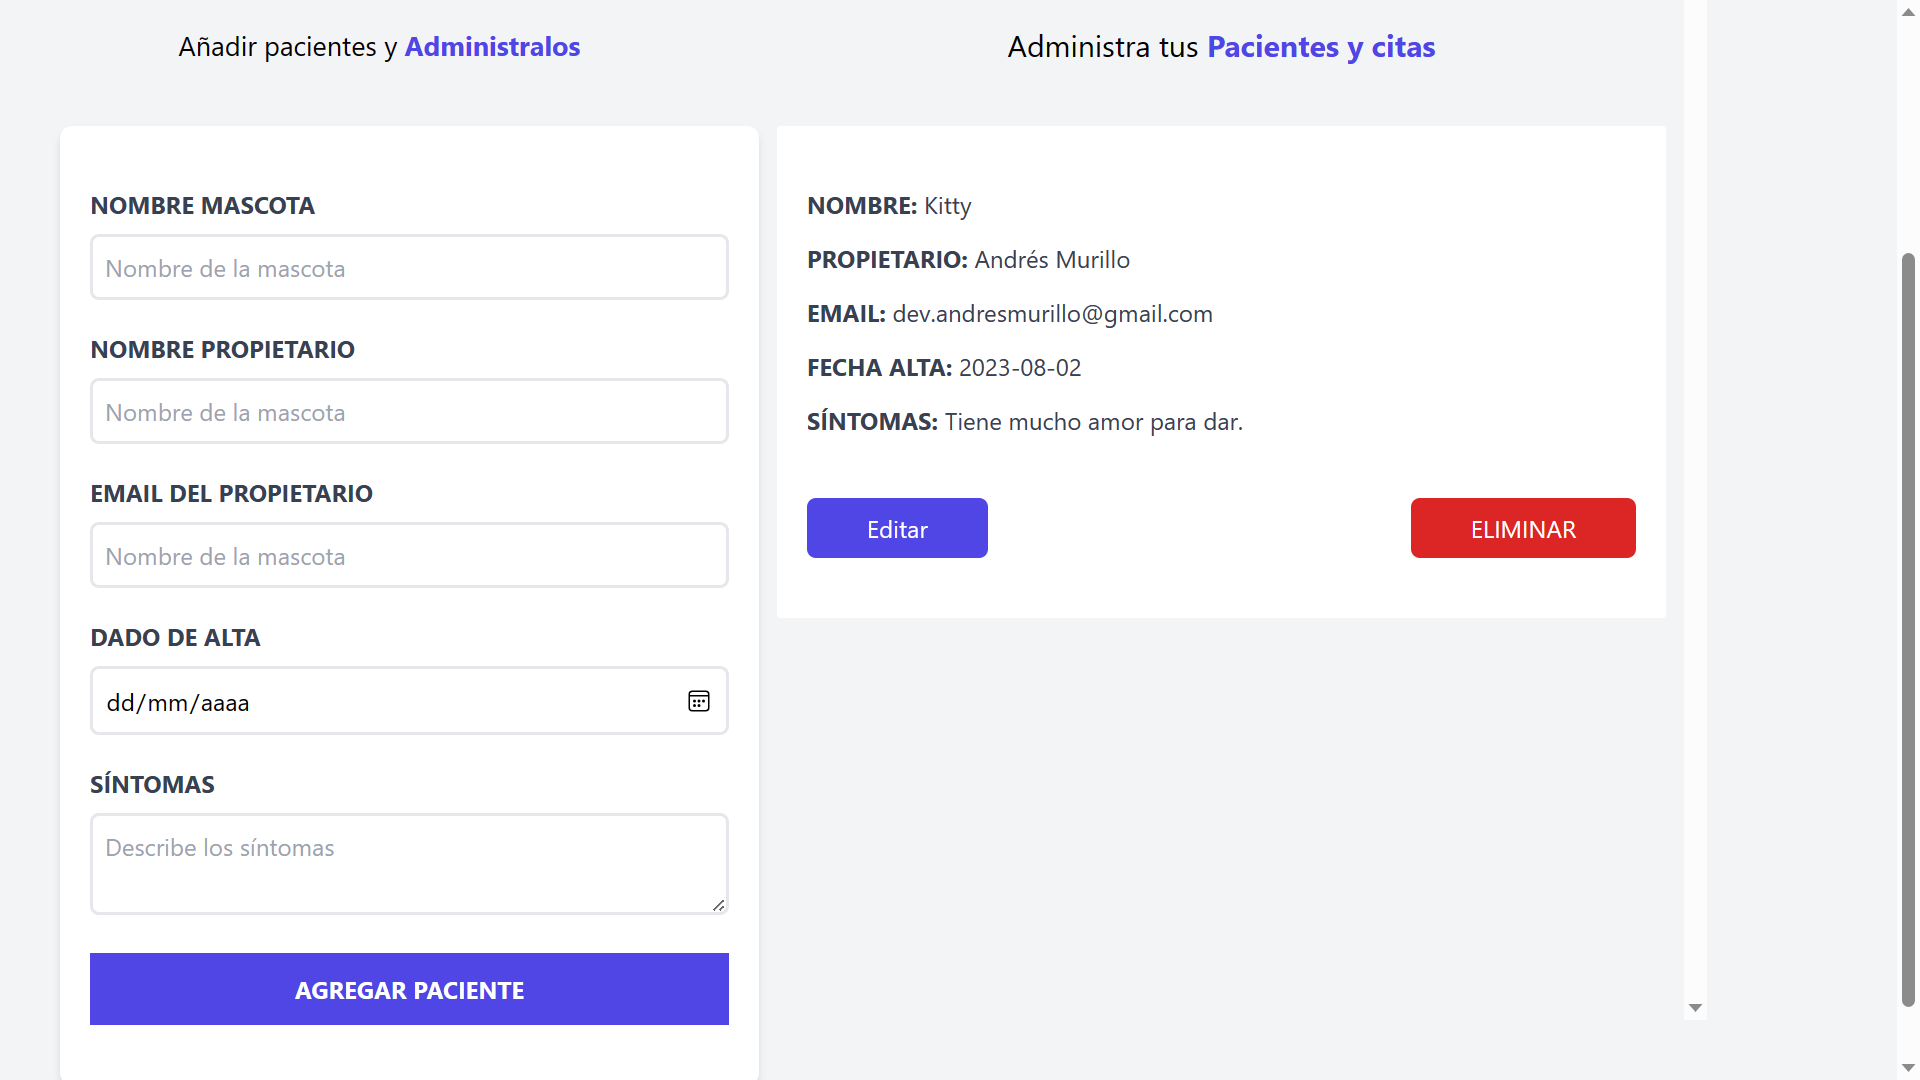 Añadir pacientes y Administralos
NOMBRE MASCOTA
Nombre de la mascota
NOMBRE PROPIETARIO
Nombre de la mascota
EMAIL DEL PROPIETARIO
Nombre de la mascota
DADO DE ALTA
dd/mm/aaaa
SÍNTOMAS
Describe los síntomas
AGREGAR PACIENTE
Administra tus Pacientes y citas
NOMBRE: Kitty
PROPIETARIO: Andrés Murillo
EMAIL: dev.andresmurillo@gmail.com
FECHA ALTA: 2023-08-02
SÍNTOMAS: Tiene mucho amor para dar.
Editar
ELIMINAR